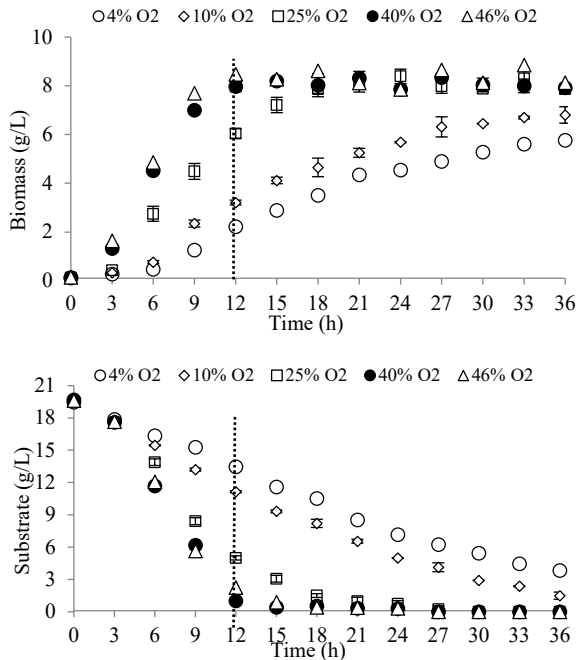 4% O2 10% O2 25% O2 40% O2 46% O2
10
8
6
4
2
0
Biomass (g/L)
0 3 6 9 12 15 18 21 24 27 30 33 36
Time (h)
4% O2 10% O2 25% O2 40% O2 46% O2
21
18
15
12
9
6
3
0
Substrate (g/L)
0 3 6 9 12 15 18 21 24 27 30 33 36
Time (h)